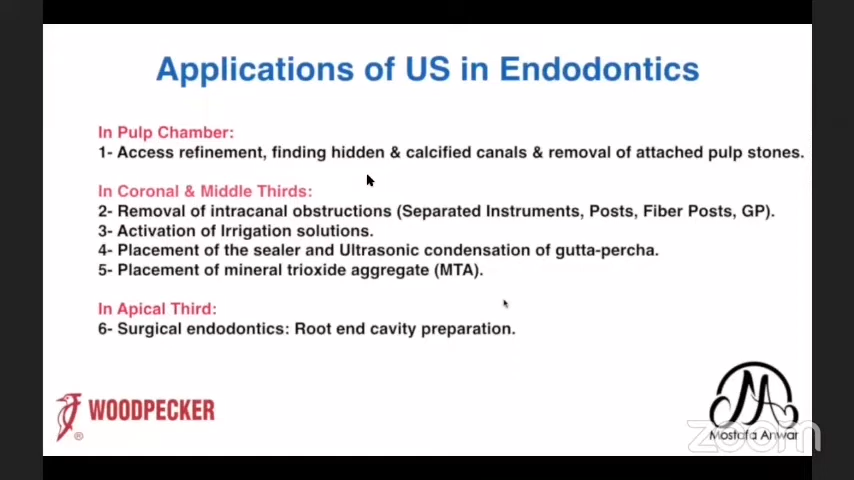 Applications of US in Endodontics
In Pulp Chamber:
1- Access refinement, finding hidden & calcified canals & removal of attached pulp stones.
In Coronal & Middle Thirds:
2- Removal of intracanal obstructions (Separated Instruments, Posts, Fiber Posts, GP).
3- Activation of Irrigation solutions.
4- Placement of the sealer and Ultrasonic condensation of gutta-percha.
5- Placement of mineral trioxide aggregate (MTA).
In Apical Third:
6- Surgical endodontics: Root end cavity preparation.
WOODPECKER
®
MA
zoom
Mostafa Anwar